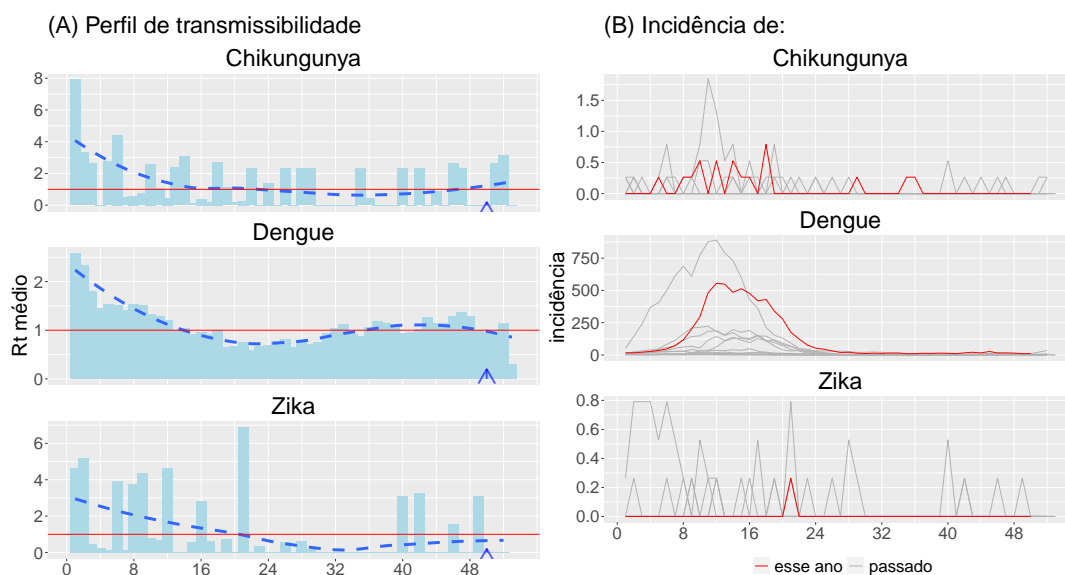 (A) Perfil de transmissibilidade
Chikungunya
8
6
4
2
0
Dengue
2
1
0
Rt médio
Zika
6
4
2
0
0 8 16 24 32 40 48
(B) Incidência de:
Chikungunya
1.5
1.0
0.5
0.0
Dengue
750
500
250
0
incidência
Zika
0.8
0.6
0.4
0.2
0.0
0 8 16 24 32 40 48
esse ano passado